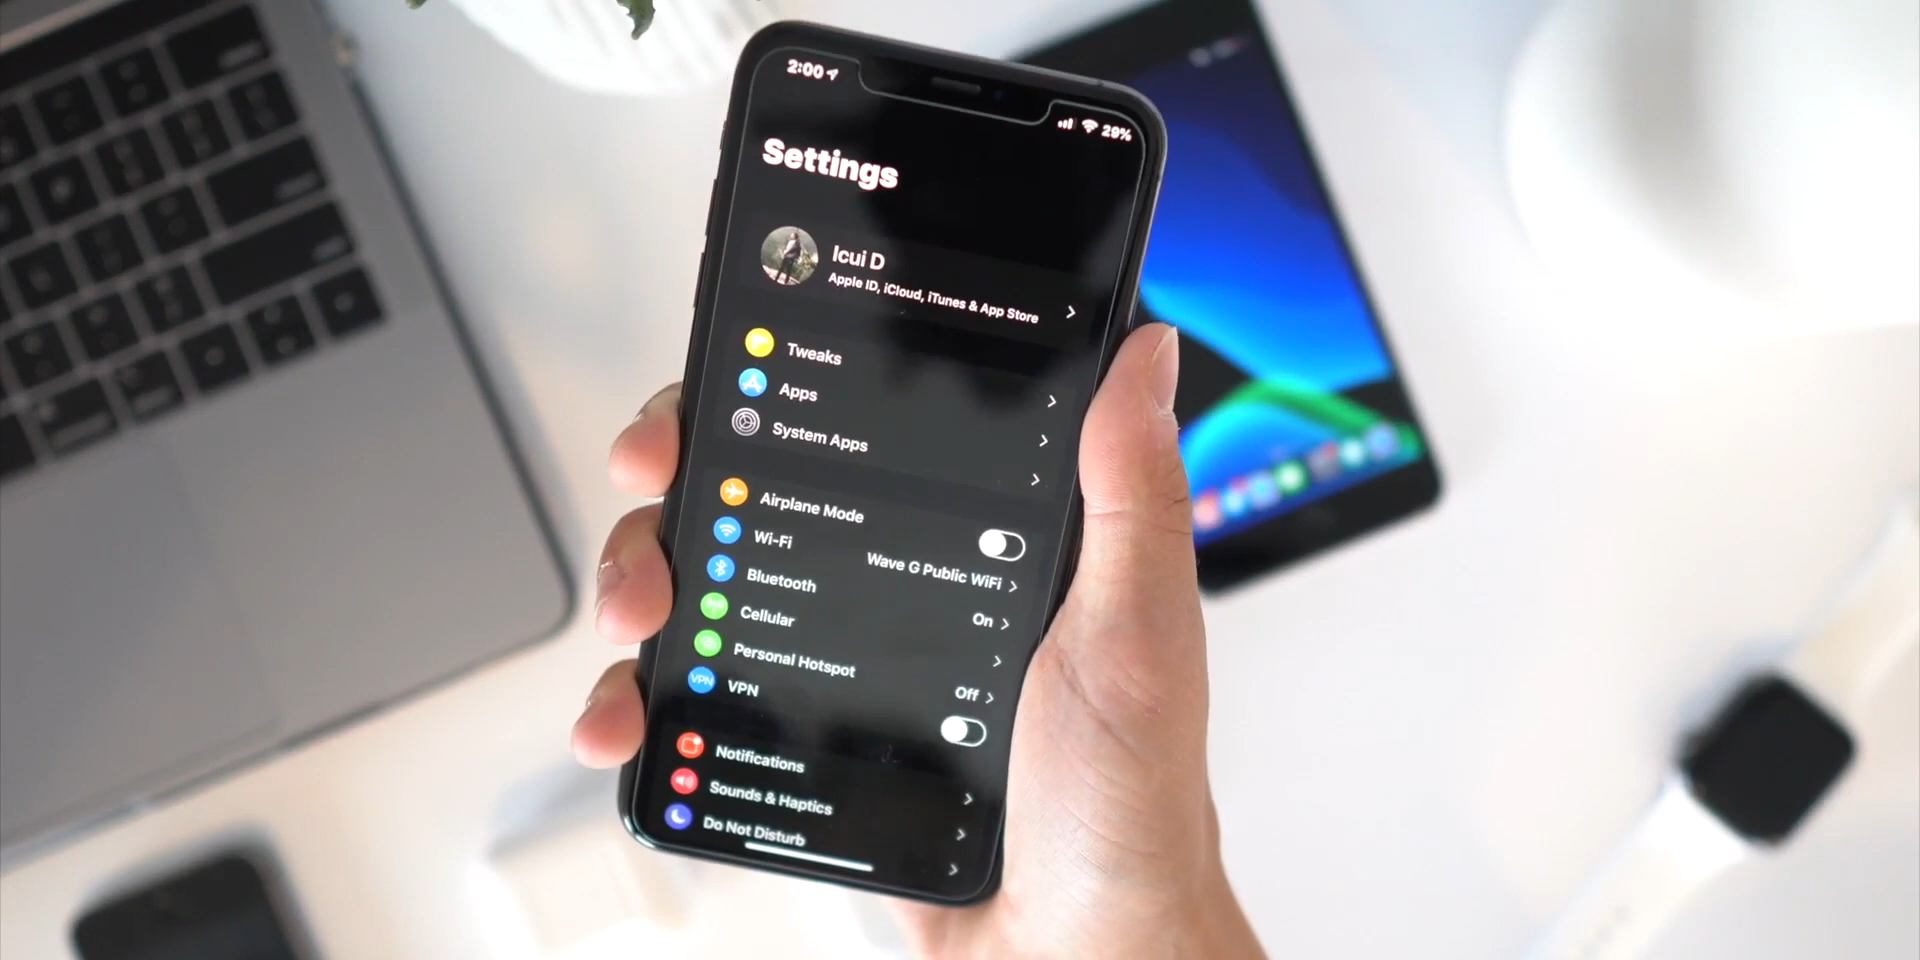 2:00
29%
Settings
Icui D
Apple ID, iCloud, iTunes & App Store
Tweaks
Apps
System Apps
Airplane Mode
Wi-Fi
Wave G Public WiFi
Bluetooth
On
Cellular
Personal Hotspot
Off
VPN VPN
Notifications
Sounds & Haptics
Do Not Disturb